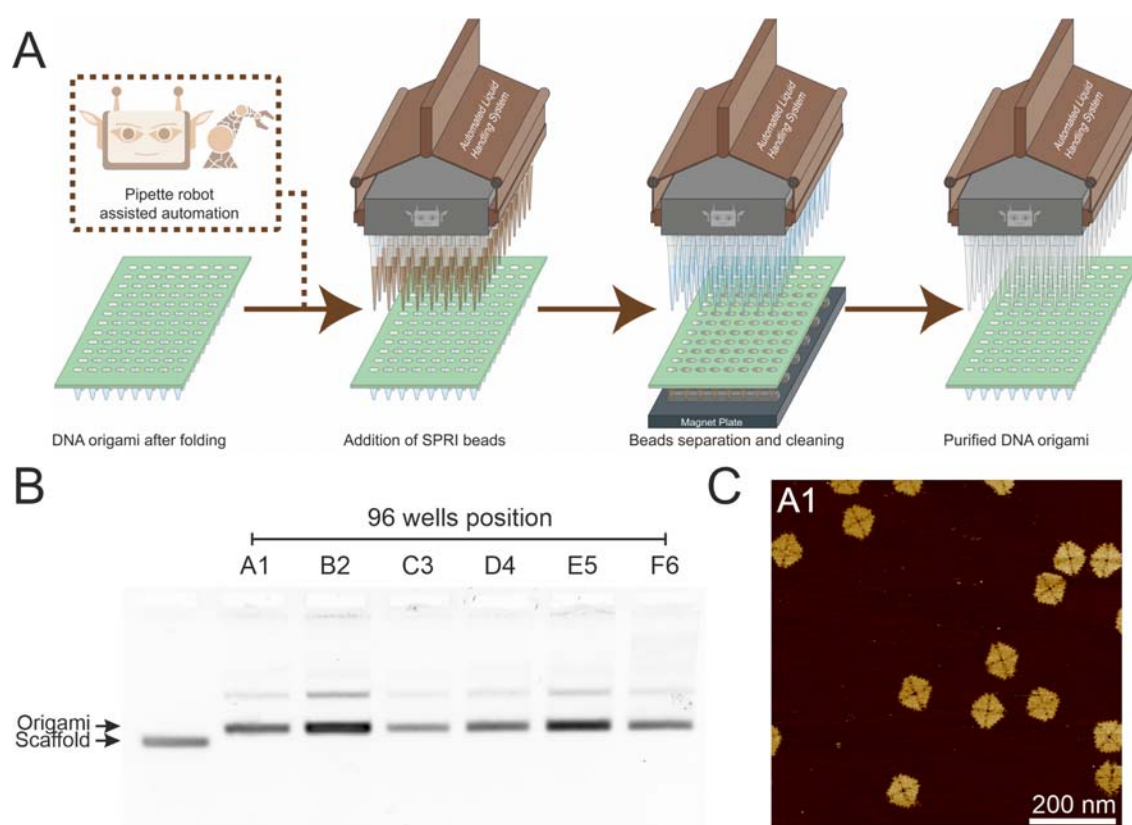 A
Pipette robot
assisted automation
Automated Liquid
Handling System
Automated Liquid
Handling System
Automated Liquid
Handling System
Magnet Plate
DNA origami after folding
Addition of SPRI beads
Beads separation and cleaning
Purified DNA origami
B
96 wells position
A1 B2 C3 D4 E5 F6
Origami
Scaffold
C
A1
200 nm